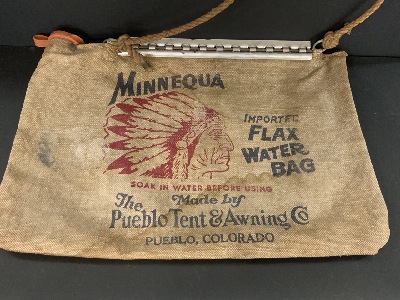 MINNEQUA
IMPORTED
FLAX
WATER
BAG
SOAK IN WATER BEFORE USING
Made by
The Pueblo Tent & Awning Co
PUEBLO, COLORADO